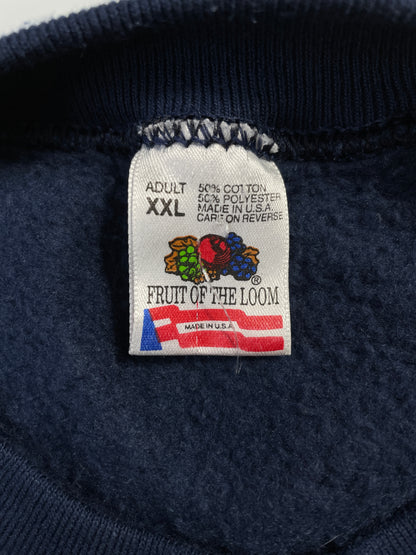 ADULT
XXL
50% COTTON
50% POLYESTER
MADE IN U.S.A.
CARE ON REVERSE
®
FRUIT OF THE LOOM
MADE IN U.S.A.